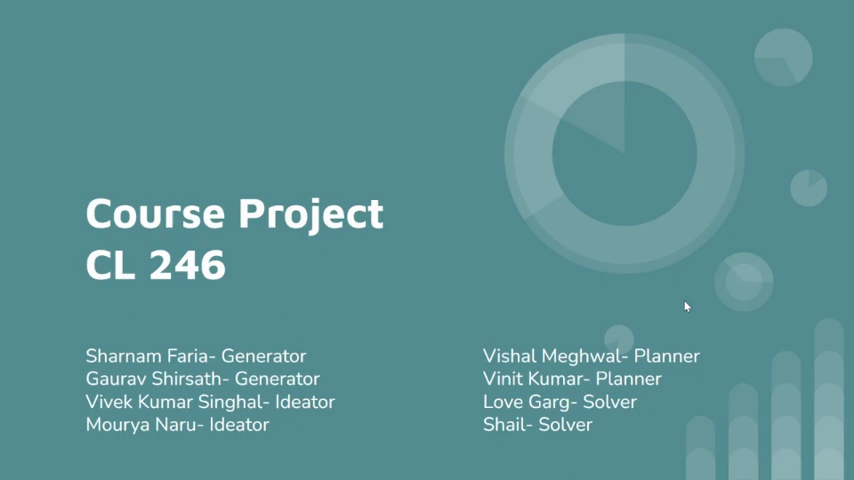 Course Project
CL 246
Sharnam Faria- Generator
Gaurav Shirsath- Generator
Vivek Kumar Singhal- Ideator
Mourya Naru- Ideator
Vishal Meghwal- Planner
Vinit Kumar- Planner
Love Garg- Solver
Shail- Solver